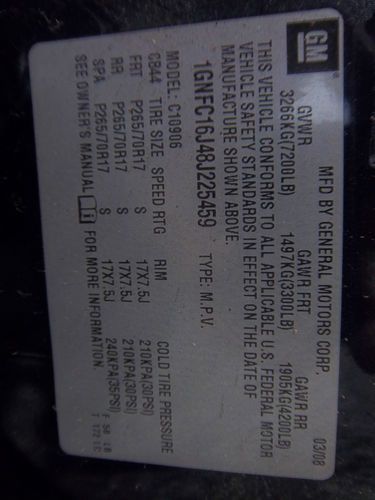 GM
MFD BY GENERAL MOTORS CORP. 03/08
GVWR GAWR FRT GAWR RR
3266KG(7200LB) 1497KG(3300LB) 1905KG(4200LB)
THIS VEHICLE CONFORMS TO ALL APPLICABLE U.S. FEDERAL MOTOR
VEHICLE SAFETY STANDARDS IN EFFECT ON THE DATE OF
MANUFACTURE SHOWN ABOVE.
1GNFC16J48J225459 TYPE: M.P.V.
MODEL: C10906
CB44 TIRE SIZE SPEED RTG RIM COLD TIRE PRESSURE
FRT P265/70R17 S 17X7.5J 210KPA(30PSI)
RR P265/70R17 S 17X7.5J 210KPA(30PSI)
SPA P265/70R17 S 17X7.5J 240KPA(35PSI)
SEE OWNER'S MANUAL i FOR MORE INFORMATION